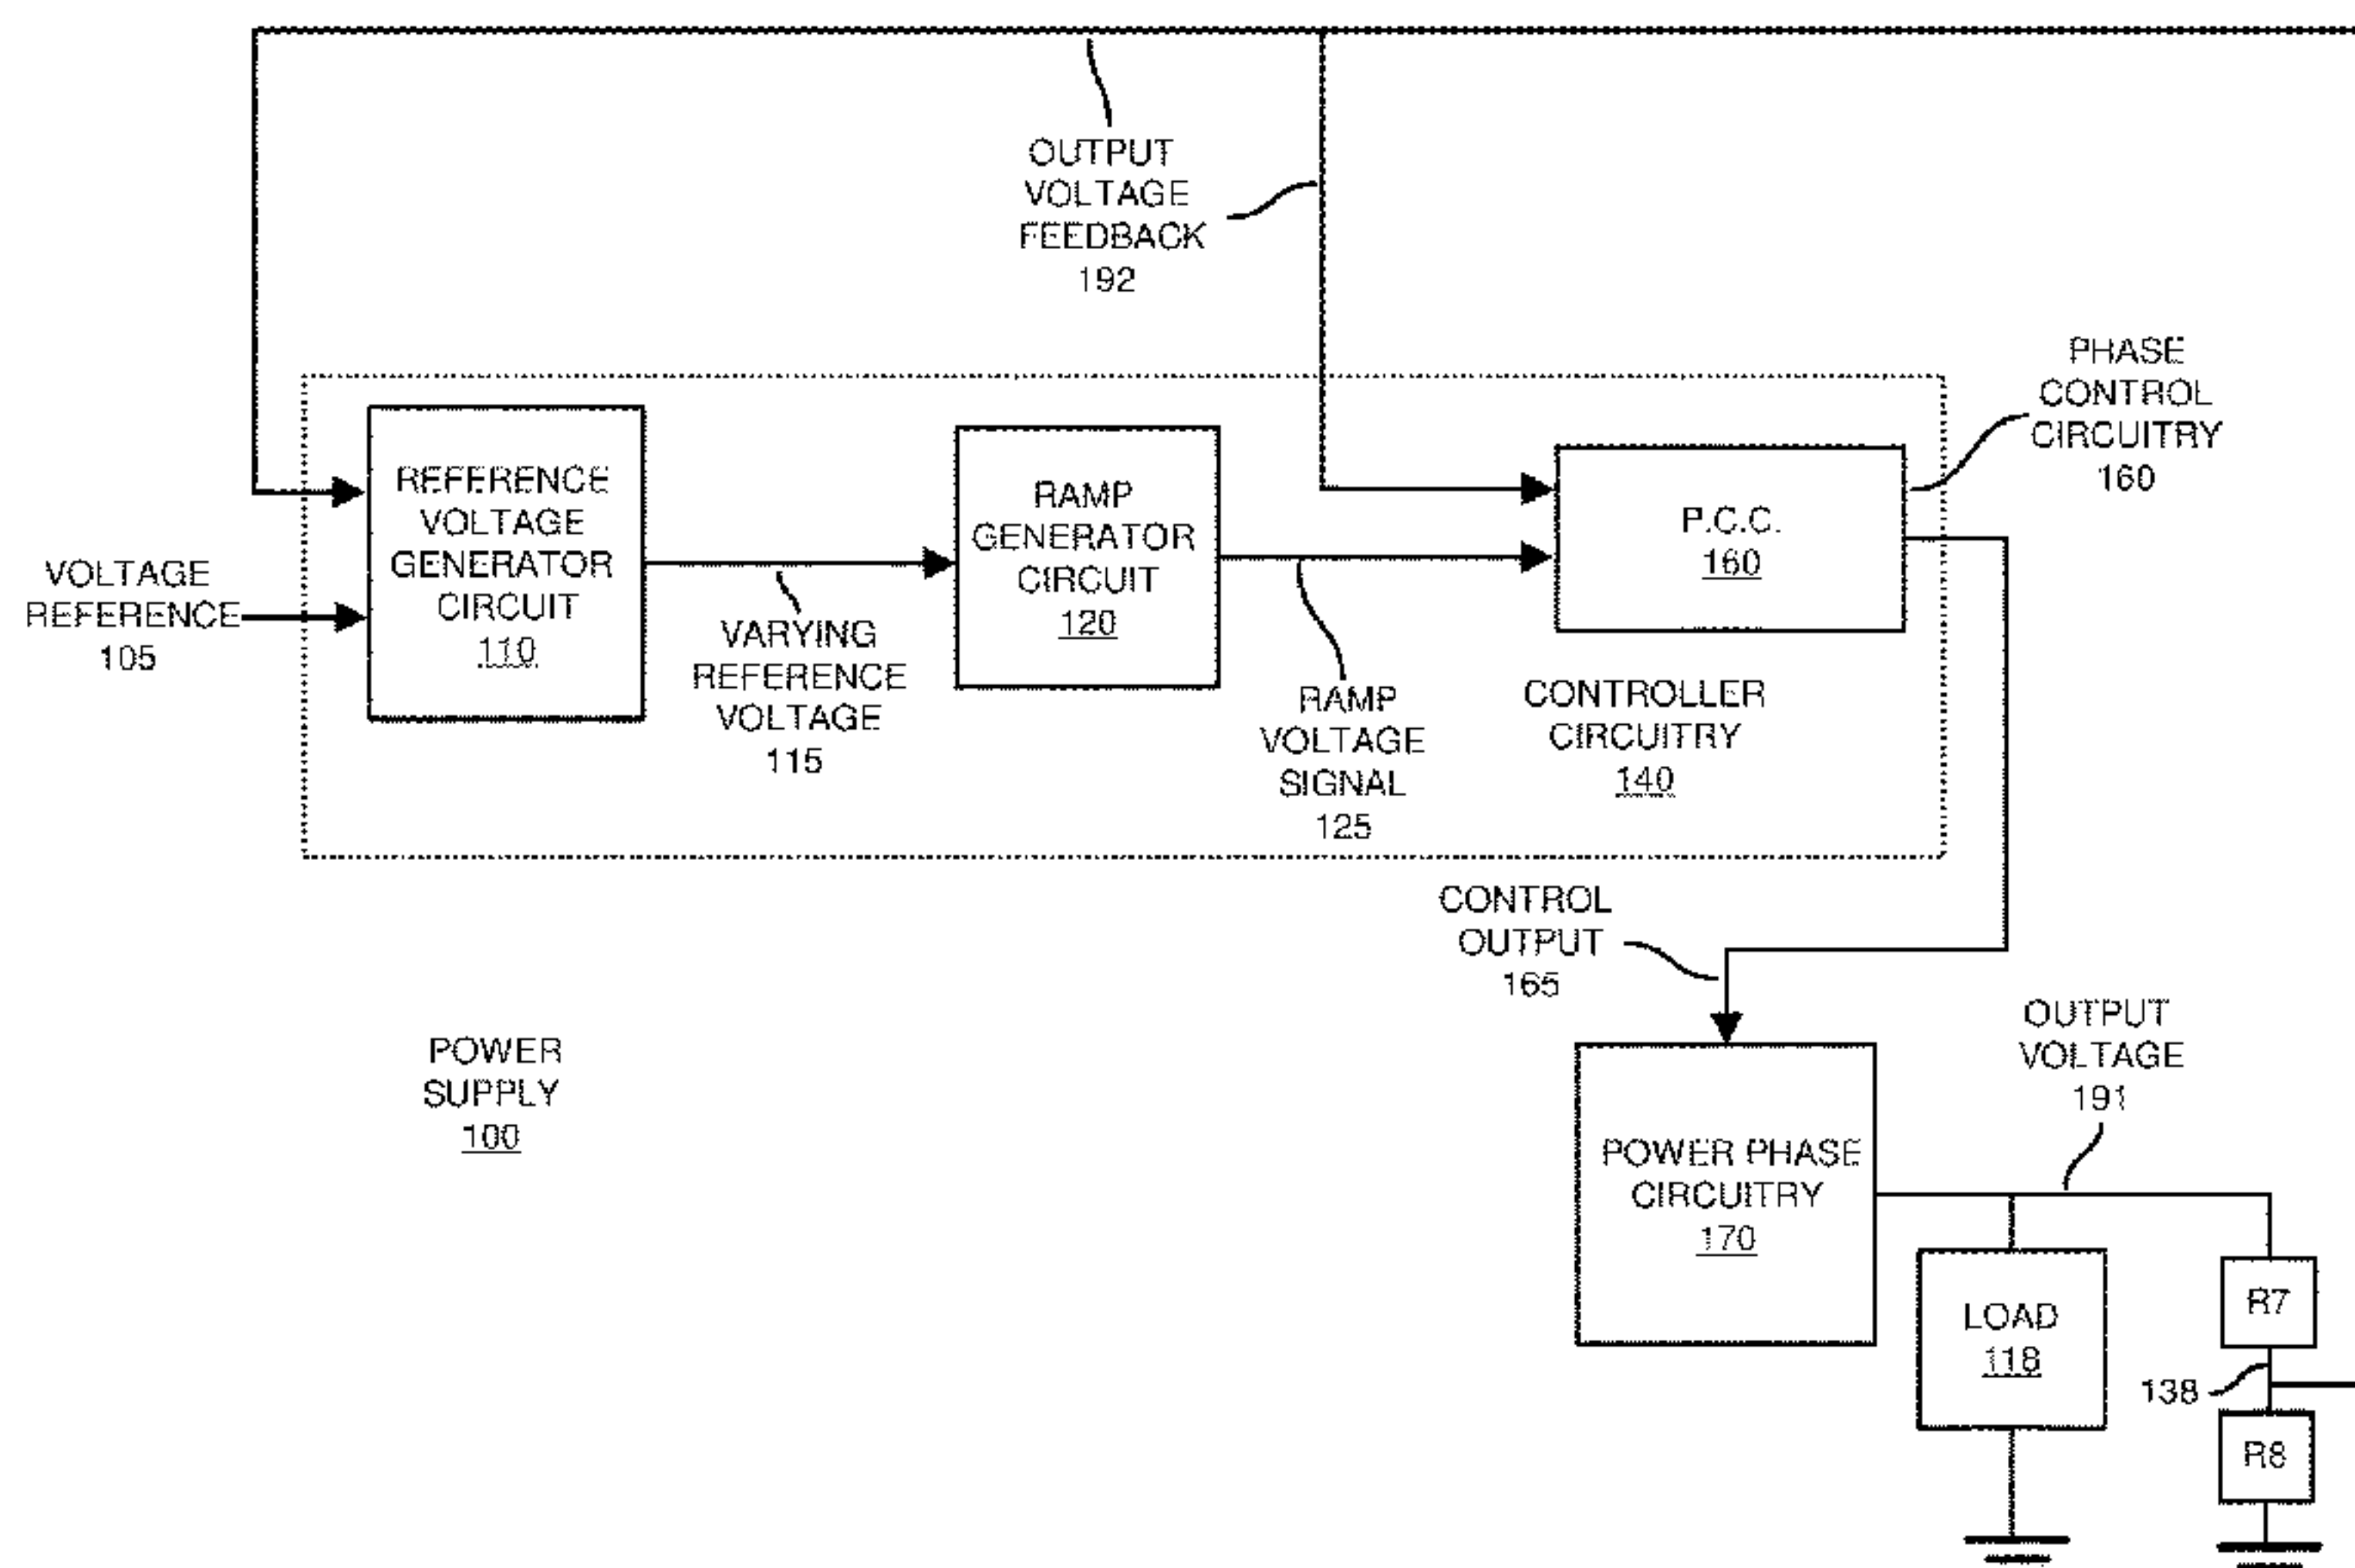 OUTPUT
VOLTAGE
FEEDBACK
192
PHASE
CONTROL
CIRCUITRY
160
REFERENCE
VOLTAGE
GENERATOR
CIRCUIT
110
RAMP
GENERATOR
CIRCUIT
120
P.C.C.
160
VOLTAGE
REFERENCE
105
VARYING
REFERENCE
VOLTAGE
115
RAMP
VOLTAGE
SIGNAL
125
CONTROLLER
CIRCUITRY
140
CONTROL
OUTPUT
165
POWER
SUPPLY
100
OUTPUT
VOLTAGE
191
POWER PHASE
CIRCUITRY
170
LOAD
118
R7
138
R8